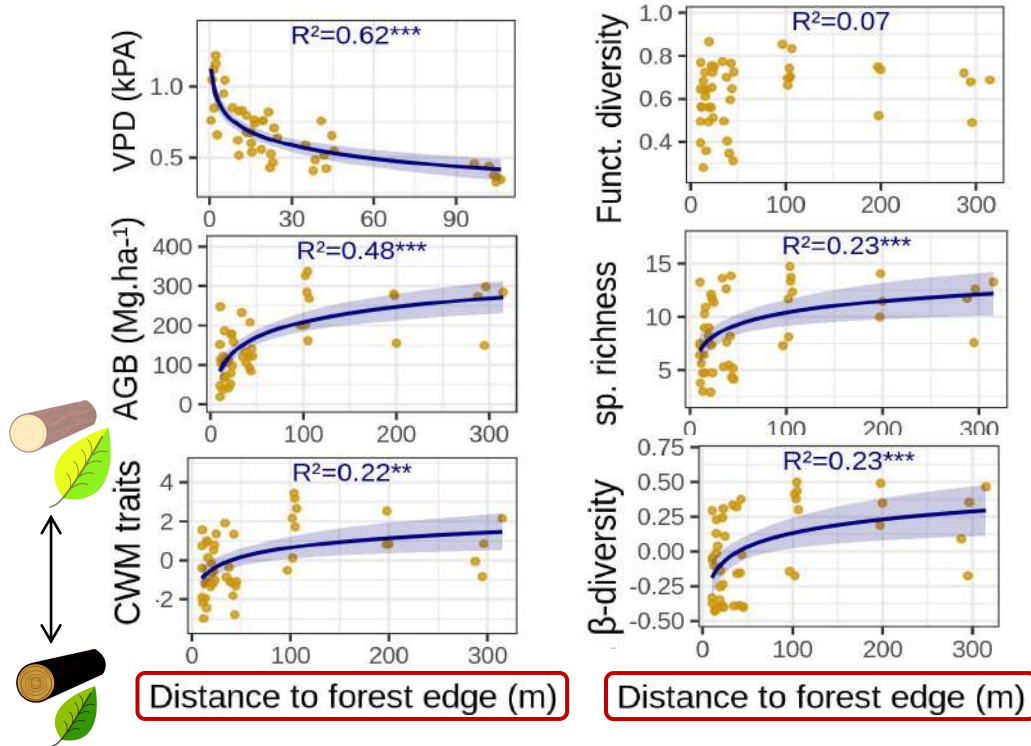 R²=0.62***
VPD (kPA)
1.0
0.5
0 30 60 90
R²=0.07
Funct. diversity
1.0
0.8
0.6
0.4
0 100 200 300
R²=0.48***
AGB (Mg.ha⁻¹)
400
300
200
100
0
0 100 200 300
R²=0.23***
sp. richness
15
10
5
0 100 200 300
R²=0.22**
CWM traits
4
2
0
-2
0 100 200 300
R²=0.23***
β-diversity
0.75
0.50
0.25
0.00
-0.25
-0.50
0 100 200 300
Distance to forest edge (m)
Distance to forest edge (m)